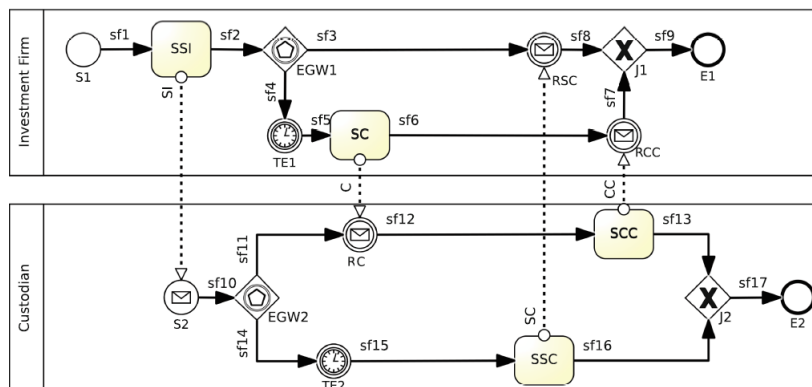 Investment Firm
S1
sf1
SSI
sf2
EGW1
sf3
RSC
sf8
J1
sf9
E1
sf4
TE1
sf5
SC
sf6
RCC
sf7
SI
C
SC
CC
Custodian
S2
sf10
EGW2
sf11
RC
sf12
SCC
sf13
sf14
TE2
sf15
SSC
sf16
J2
sf17
E2